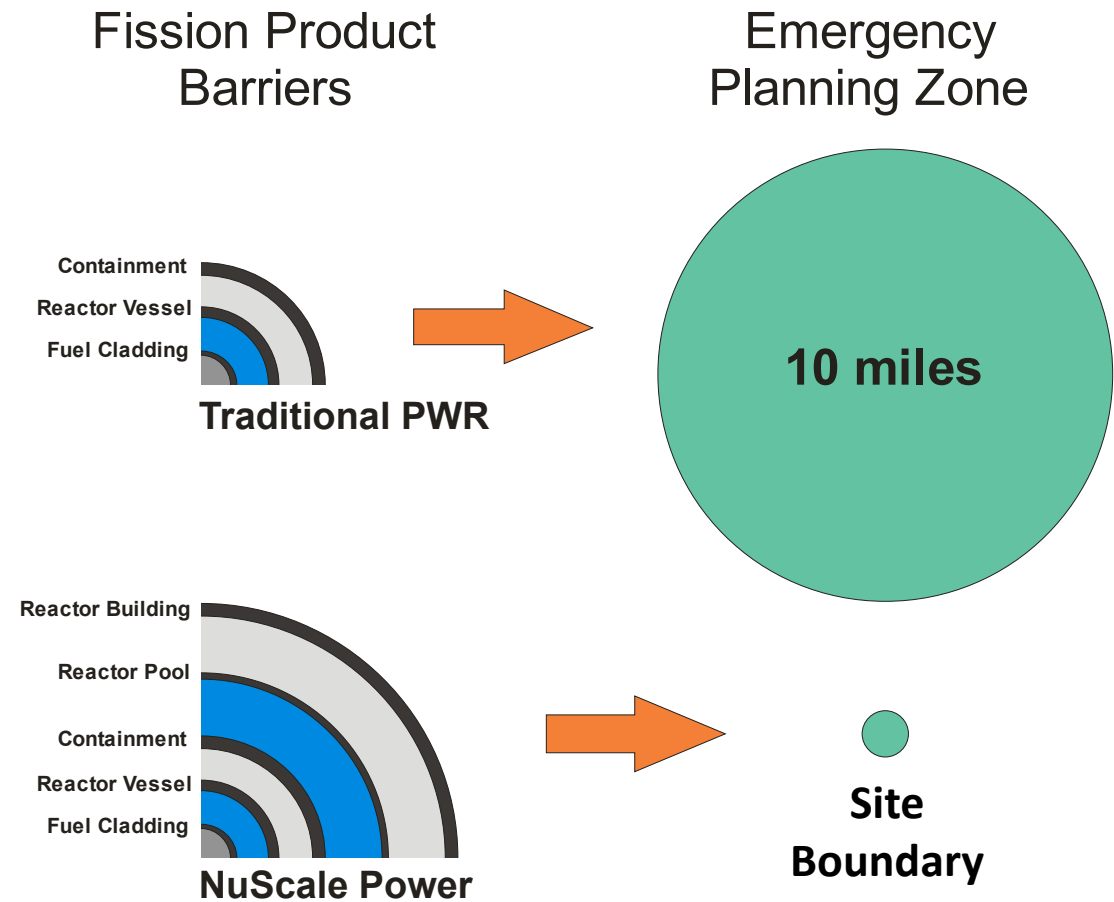 Fission Product
Barriers
Emergency
Planning Zone
Containment
Reactor Vessel
Fuel Cladding
Traditional PWR
10 miles
Reactor Building
Reactor Pool
Containment
Reactor Vessel
Fuel Cladding
NuScale Power
Site
Boundary